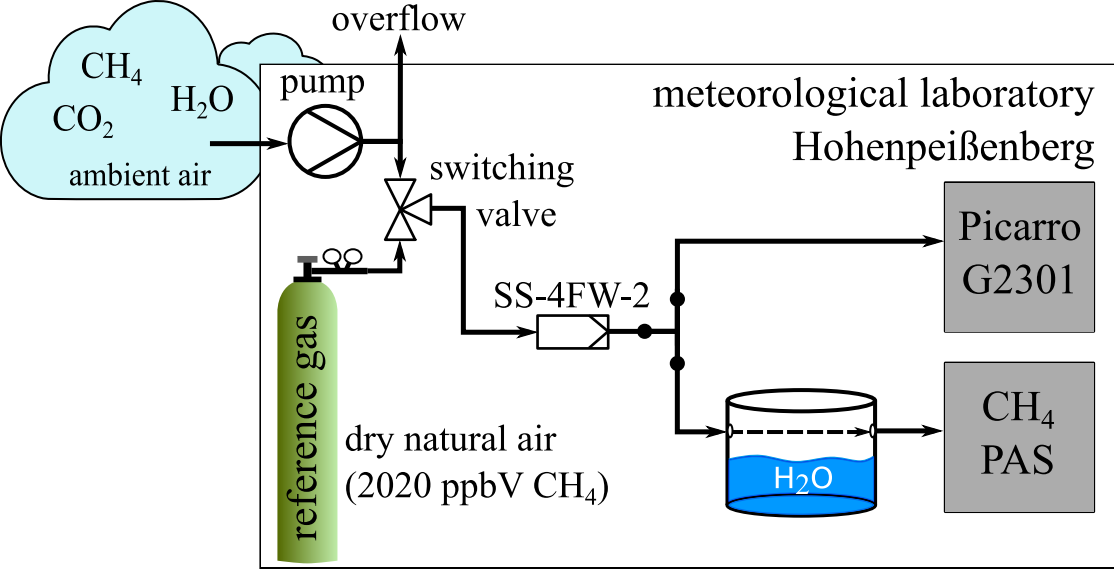 overflow
CH₄
CO₂
H₂O
ambient air
pump
meteorological laboratory
Hohenpeißenberg
switching
valve
Picarro
G2301
SS-4FW-2
reference gas
dry natural air
(2020 ppbV CH₄)
H₂O
CH₄
PAS